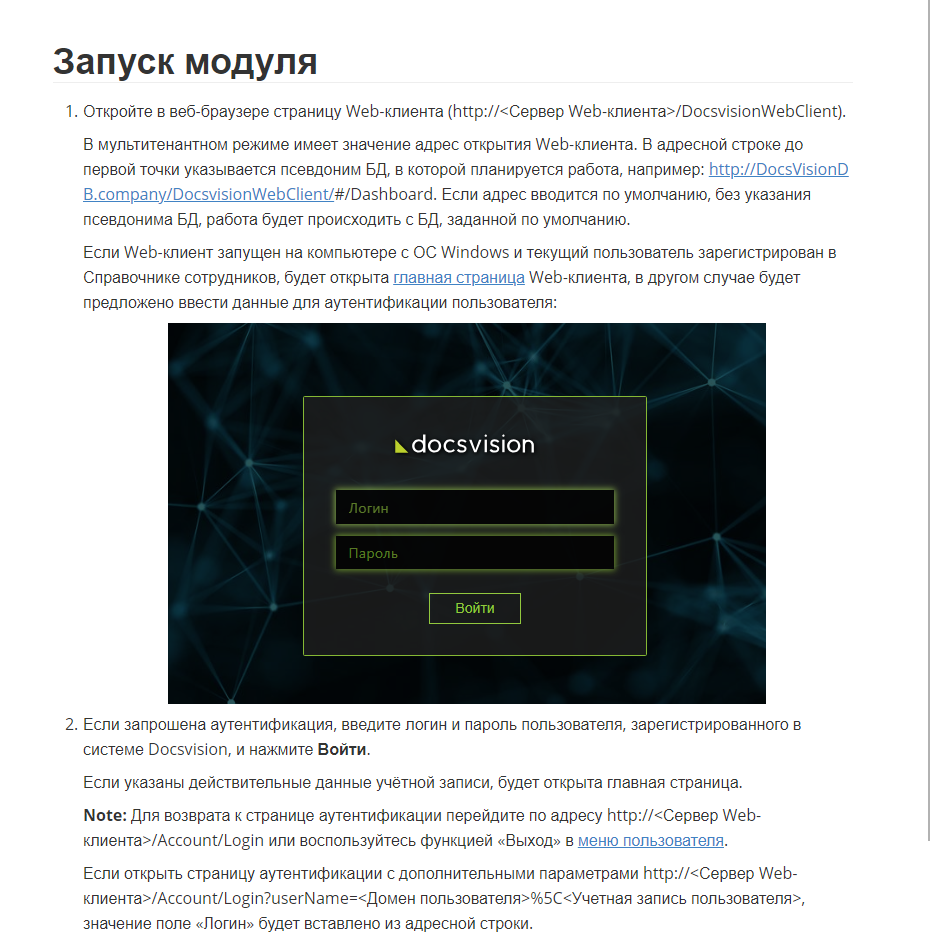 Запуск модуля
1. Откройте в веб-браузере страницу Web-клиента (http://<Сервер Web-клиента>/DocsvisionWebClient).
В мультитенантном режиме имеет значение адрес открытия Web-клиента. В адресной строке до
первой точки указывается псевдоним БД, в которой планируется работа, например: http://DocsVisionD
B.company/DocsvisionWebClient/#/Dashboard. Если адрес вводится по умолчанию, без указания
псевдонима БД, работа будет происходить с БД, заданной по умолчанию.
Если Web-клиент запущен на компьютере с ОС Windows и текущий пользователь зарегистрирован в
Справочнике сотрудников, будет открыта главная страница Web-клиента, в другом случае будет
предложено ввести данные для аутентификации пользователя:
docsvision
Логин
Пароль
Войти
2. Если запрошена аутентификация, введите логин и пароль пользователя, зарегистрированного в
системе Docsvision, и нажмите Войти.
Если указаны действительные данные учётной записи, будет открыта главная страница.
Note: Для возврата к странице аутентификации перейдите по адресу http://<Сервер Web-
клиента>/Account/Login или воспользуйтесь функцией «Выход» в меню пользователя.
Если открыть страницу аутентификации с дополнительными параметрами http://<Сервер Web-
клиента>/Account/Login?userName=<Домен пользователя>%5C<Учетная запись пользователя>,
значение поле «Логин» будет вставлено из адресной строки.